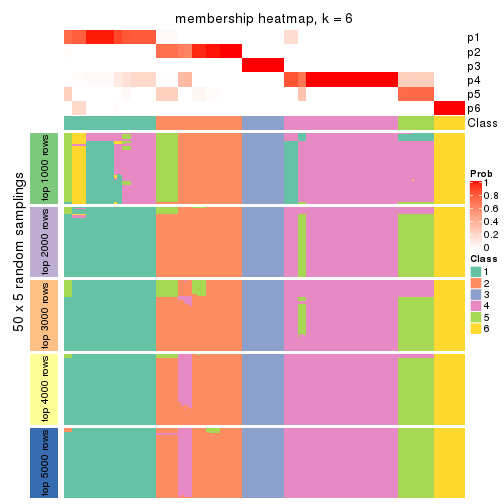 membership heatmap, k = 6
p1
p2
p3
p4
p5
p6
Class
50 x 5 random samplings
top 1000 rows
top 2000 rows
top 3000 rows
top 4000 rows
top 5000 rows
Prob
1
0.8
0.6
0.4
0.2
0
Class
1
2
3
4
5
6